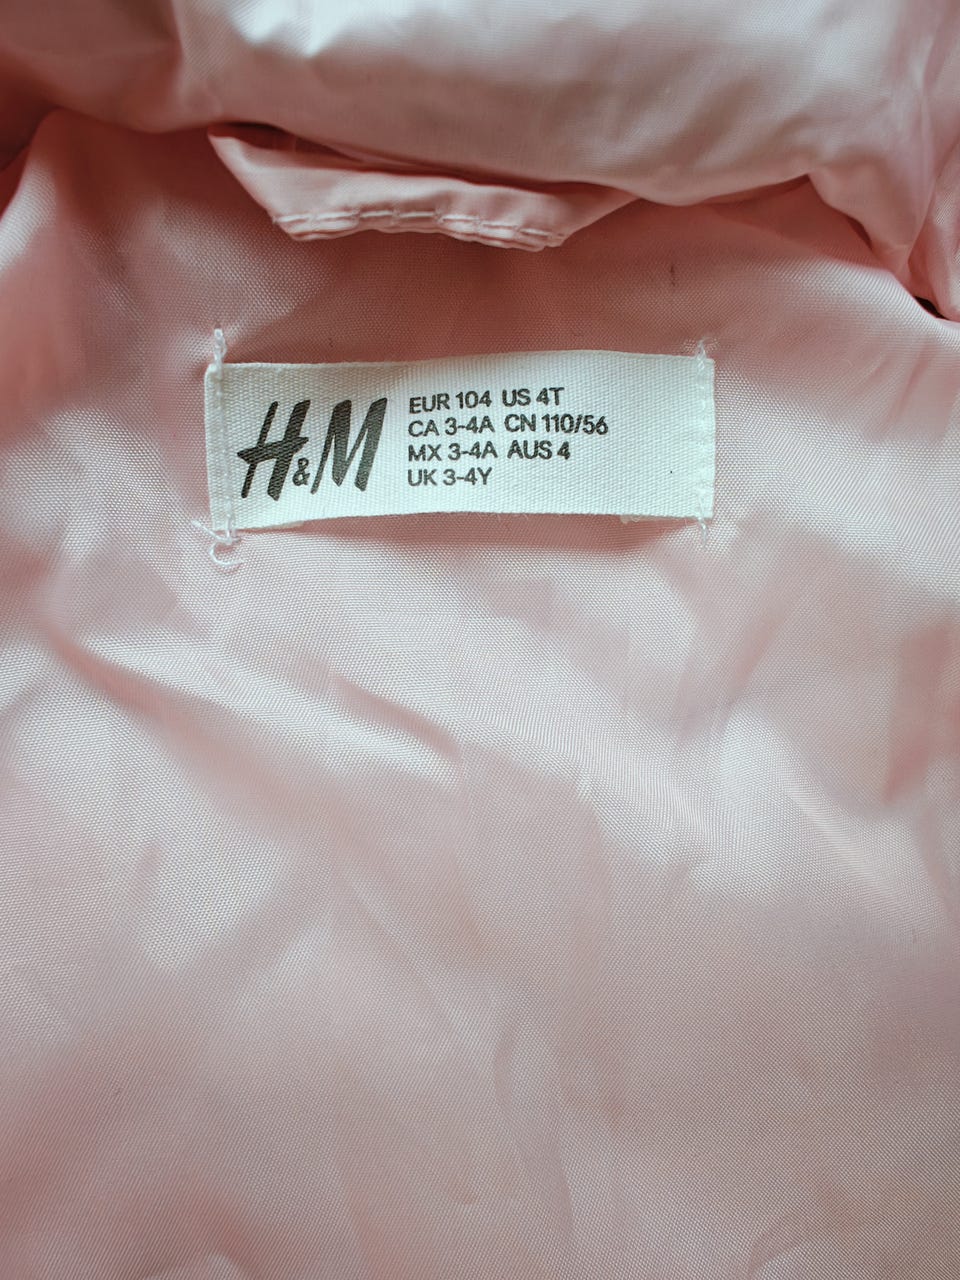 H&M
EUR 104 US 4T
CA 3-4A CN 110/56
MX 3-4A AUS 4
UK 3-4Y